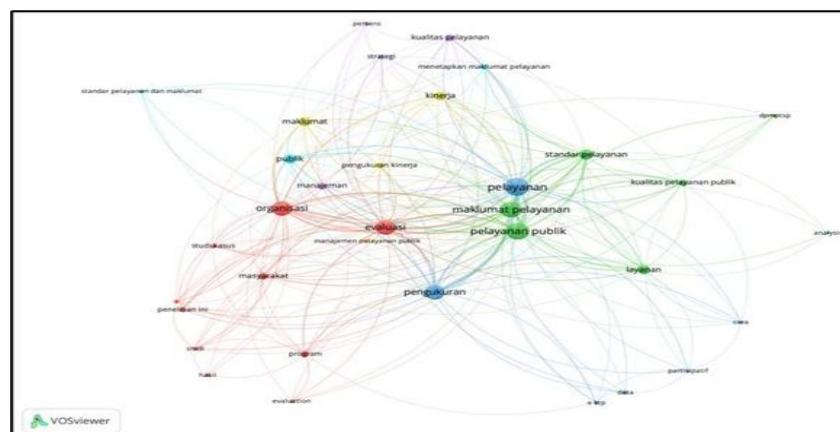 persero
kualitas pelayanan
strategi
menetapkan maklumat pelayanan
standar pelayanan dan maklumat
kinerja
dpmptsp
maklumat
standar pelayanan
publik
pengukuran kinerja
kualitas pelayanan publik
manajemen
pelayanan
organisasi
maklumat pelayanan
evaluasi
pelayanan publik
analysis
manajemen pelayanan publik
studi kasus
masyarakat
layanan
pengukuran
penelitian ini
cara
studi
program
partisipatif
hasil
data
e ktp
evaluation
VOSviewer